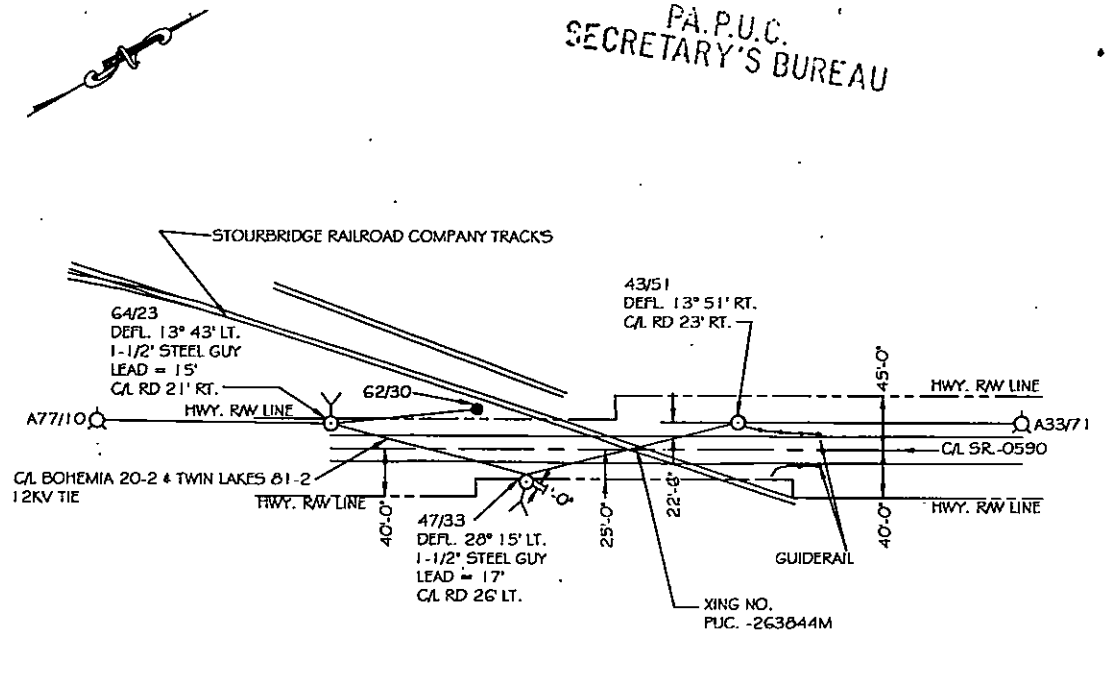 PA.P.U.C.
SECRETARY'S BUREAU
STOURBRIDGE RAILROAD COMPANY TRACKS
64/23
DEFL. 13° 43' LT.
1-1/2" STEEL GUY
LEAD = 15'
C/L RD 21' RT.
43/51
DEFL. 13° 51' RT.
C/L RD 23' RT.
62/30
A77/10
HWY. R/W LINE
45'-0"
HWY. R/W LINE
A33/71
C/L SR-0590
C/L BOHEMIA 20-2 & TWIN LAKES 81-2
12KV TIE
HWY. R/W LINE
40'-0"
47/33
DEFL. 28° 15' LT.
1-1/2" STEEL GUY
LEAD = 17'
C/L RD 26' LT.
25'-0"
22'-8"
40'-0"
HWY. R/W LINE
GUIDERAIL
XING NO.
PUC. -263844M